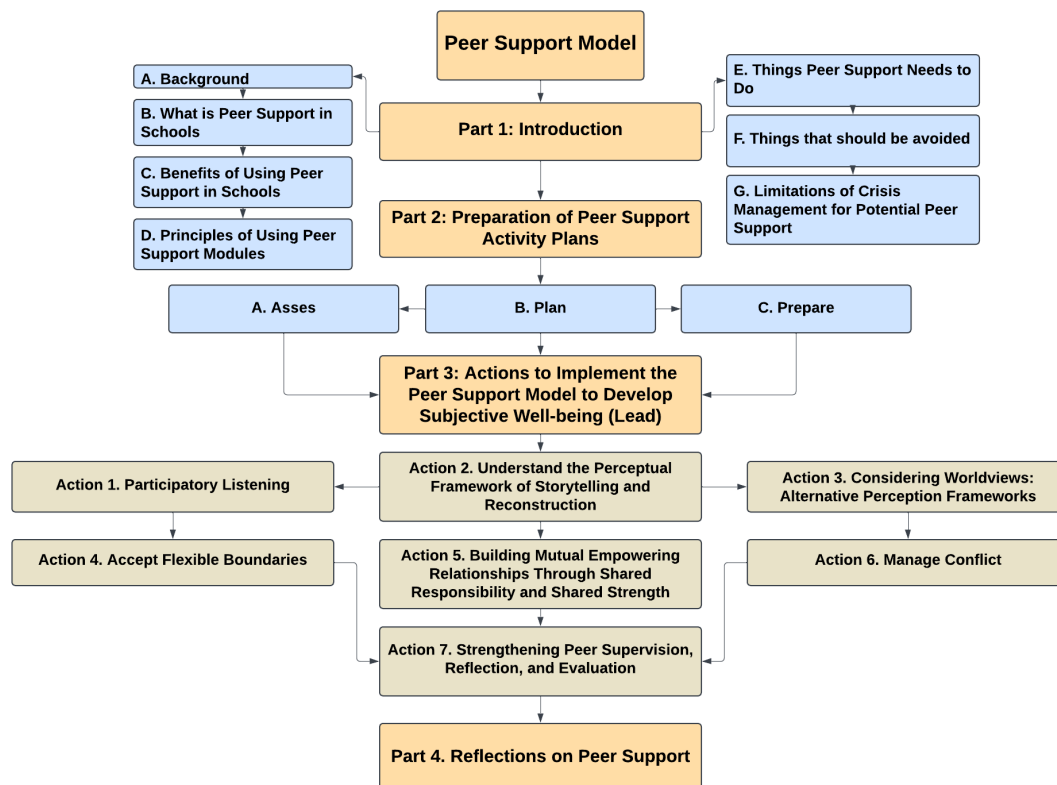 Peer Support Model
A. Background
B. What is Peer Support in
Schools
C. Benefits of Using Peer
Support in Schools
D. Principles of Using Peer
Support Modules
Part 1: Introduction
E. Things Peer Support Needs to
Do
F. Things that should be avoided
G. Limitations of Crisis
Management for Potential Peer
Support
Part 2: Preparation of Peer Support
Activity Plans
A. Asses
B. Plan
C. Prepare
Part 3: Actions to Implement the
Peer Support Model to Develop
Subjective Well-being (Lead)
Action 1. Participatory Listening
Action 2. Understand the Perceptual
Framework of Storytelling and
Reconstruction
Action 3. Considering Worldviews:
Alternative Perception Frameworks
Action 4. Accept Flexible Boundaries
Action 5. Building Mutual Empowering
Relationships Through Shared
Responsibility and Shared Strength
Action 6. Manage Conflict
Action 7. Strengthening Peer Supervision,
Reflection, and Evaluation
Part 4. Reflections on Peer Support